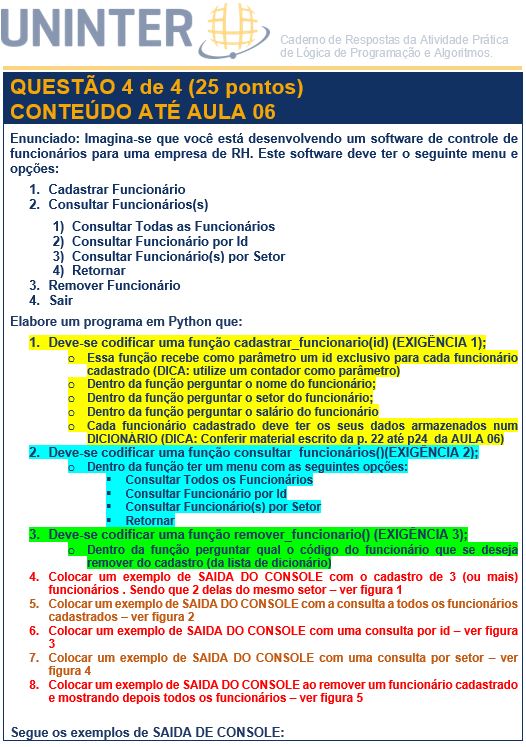 UNINTER
Caderno de Respostas da Atividade Prática
de Lógica de Programação e Algoritmos.
QUESTÃO 4 de 4 (25 pontos)
CONTEÚDO ATÉ AULA 06
Enunciado: Imagina-se que você está desenvolvendo um software de controle de
funcionários para uma empresa de RH. Este software deve ter o seguinte menu e
opções:
1. Cadastrar Funcionário
2. Consultar Funcionários(s)
1) Consultar Todas as Funcionários
2) Consultar Funcionário por Id
3) Consultar Funcionário(s) por Setor
4) Retornar
3. Remover Funcionário
4. Sair
Elabore um programa em Python que:
1. Deve-se codificar uma função cadastrar_funcionario(id) (EXIGÊNCIA 1);
o Essa função recebe como parâmetro um id exclusivo para cada funcionário
cadastrado (DICA: utilize um contador como parâmetro)
o Dentro da função perguntar o nome do funcionário;
o Dentro da função perguntar o setor do funcionário;
o Dentro da função perguntar o salário do funcionário
o Cada funcionário cadastrado deve ter os seus dados armazenados num
DICIONÁRIO (DICA: Conferir material escrito da p. 22 até p24 da AULA 06)
2. Deve-se codificar uma função consultar_funcionários()(EXIGÊNCIA 2);
o Dentro da função ter um menu com as seguintes opções:
▪ Consultar Todos os Funcionários
▪ Consultar Funcionário por Id
▪ Consultar Funcionário(s) por Setor
▪ Retornar
3. Deve-se codificar uma função remover_funcionario() (EXIGÊNCIA 3);
o Dentro da função perguntar qual o código do funcionário que se deseja
remover do cadastro (da lista de dicionário)
4. Colocar um exemplo de SAIDA DO CONSOLE com o cadastro de 3 (ou mais)
funcionários . Sendo que 2 delas do mesmo setor – ver figura 1
5. Colocar um exemplo de SAIDA DO CONSOLE com a consulta a todos os funcionários
cadastrados – ver figura 2
6. Colocar um exemplo de SAIDA DO CONSOLE com uma consulta por id – ver figura
3
7. Colocar um exemplo de SAIDA DO CONSOLE com uma consulta por setor – ver
figura 4
8. Colocar um exemplo de SAIDA DO CONSOLE ao remover um funcionário cadastrado
e mostrando depois todos os funcionários – ver figura 5
Segue os exemplos de SAIDA DE CONSOLE: